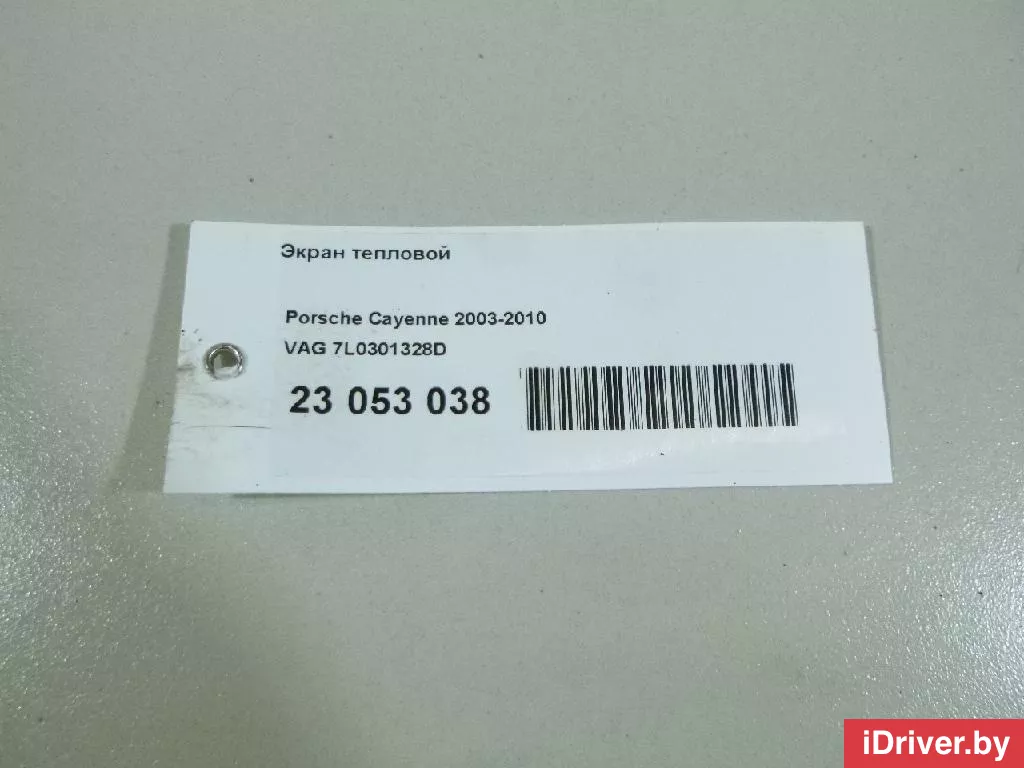 Экран тепловой
Porsche Cayenne 2003-2010
VAG 7L0301328D
23 053 038
iDriver.by